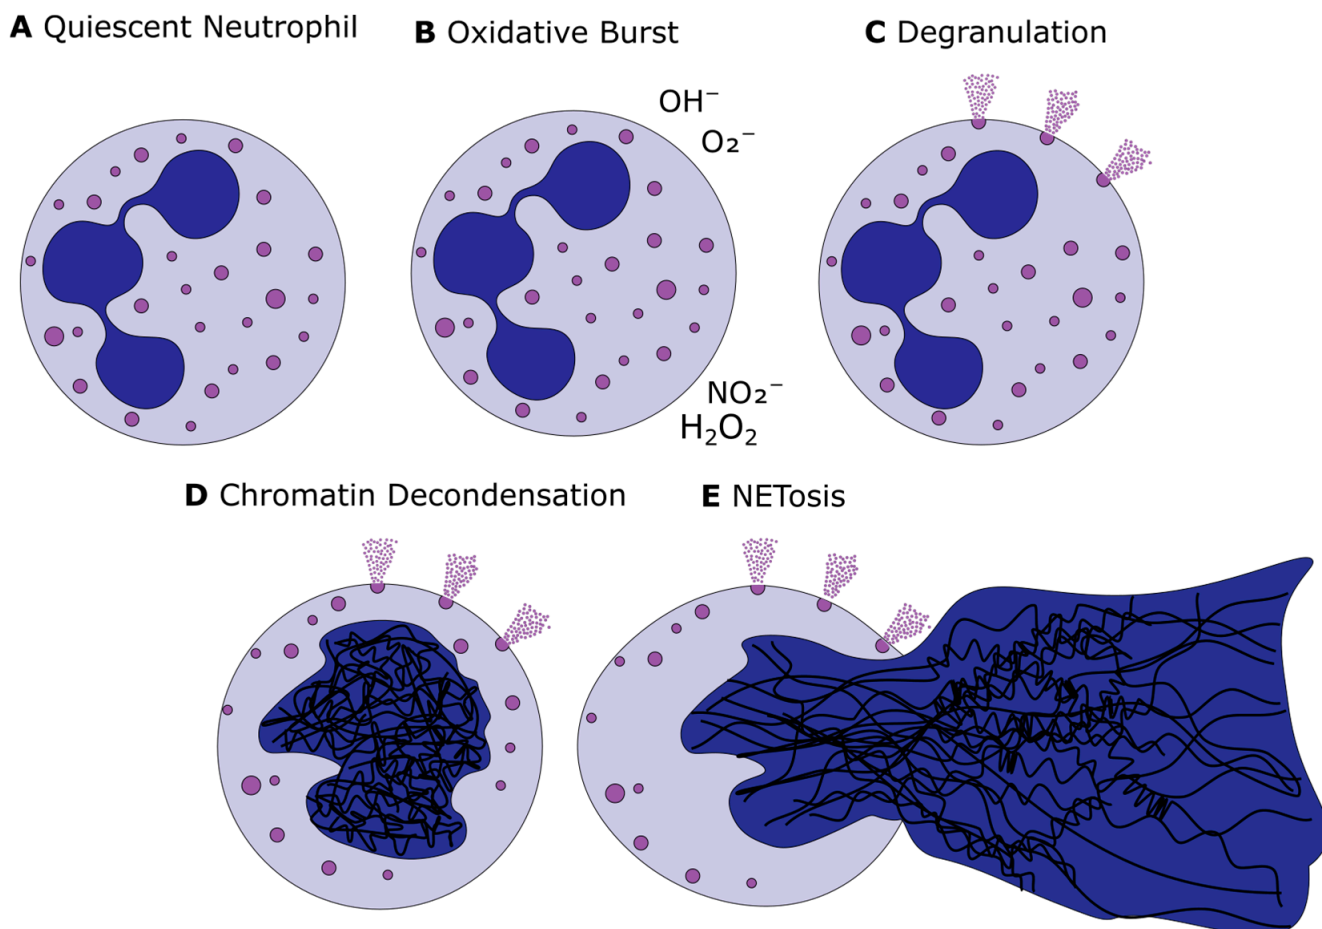 A Quiescent Neutrophil
B Oxidative Burst
C Degranulation
OH⁻
O₂⁻
NO₂⁻
H₂O₂
D Chromatin Decondensation
E NETosis